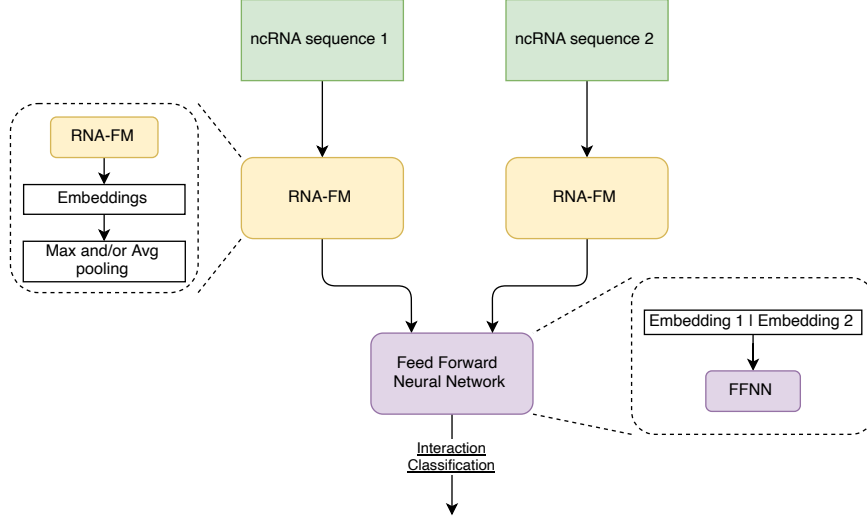 ncRNA sequence 1
ncRNA sequence 2
RNA-FM
Embeddings
Max and/or Avg
pooling
RNA-FM
RNA-FM
Feed Forward
Neural Network
Embedding 1 | Embedding 2
FFNN
Interaction
Classification